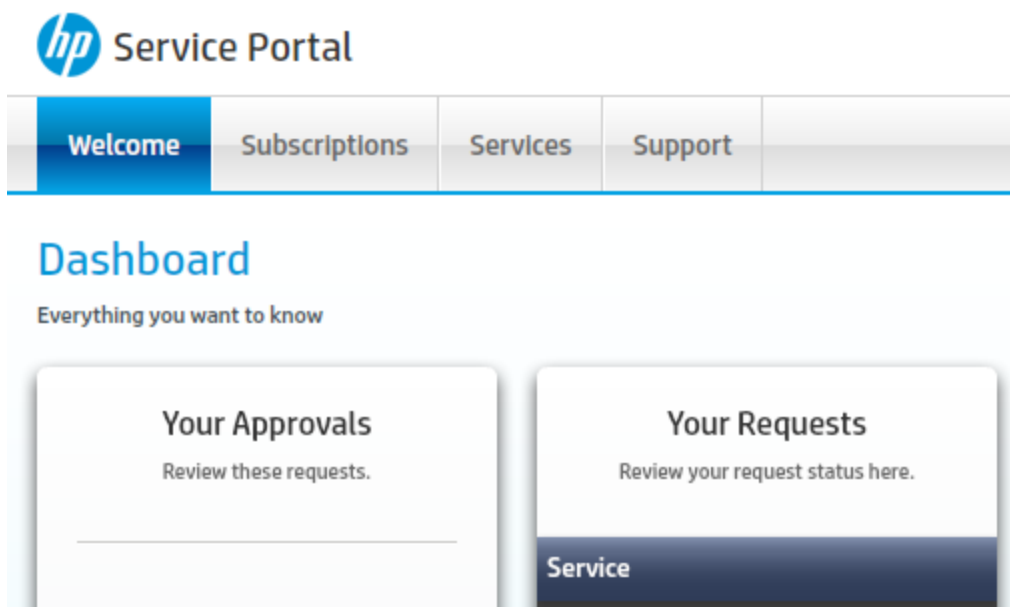 hp Service Portal
Welcome Subscriptions Services Support
Dashboard
Everything you want to know
Your Approvals Your Requests
Review these requests. Review your request status here.
Service